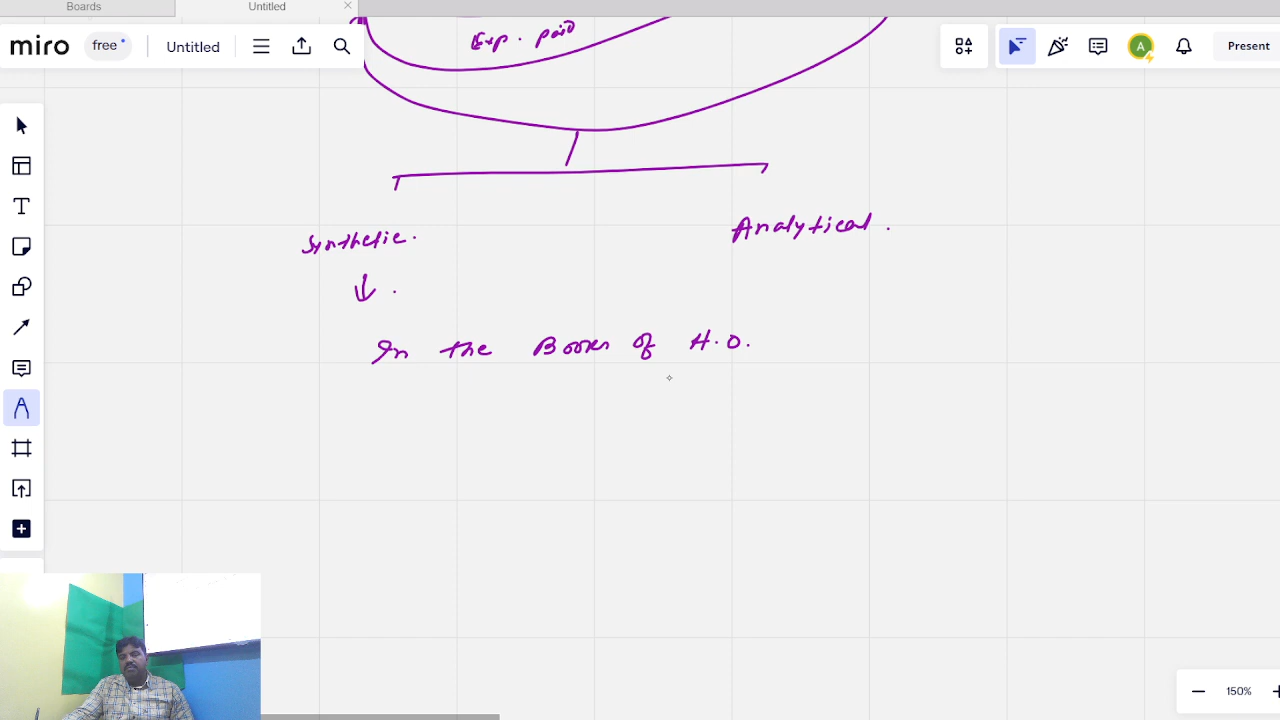 Boards
Untitled
miro
free
Untitled
Present
A
Exp. paid
Synthetic.
Analytical.
In the Books of H.O.
150%